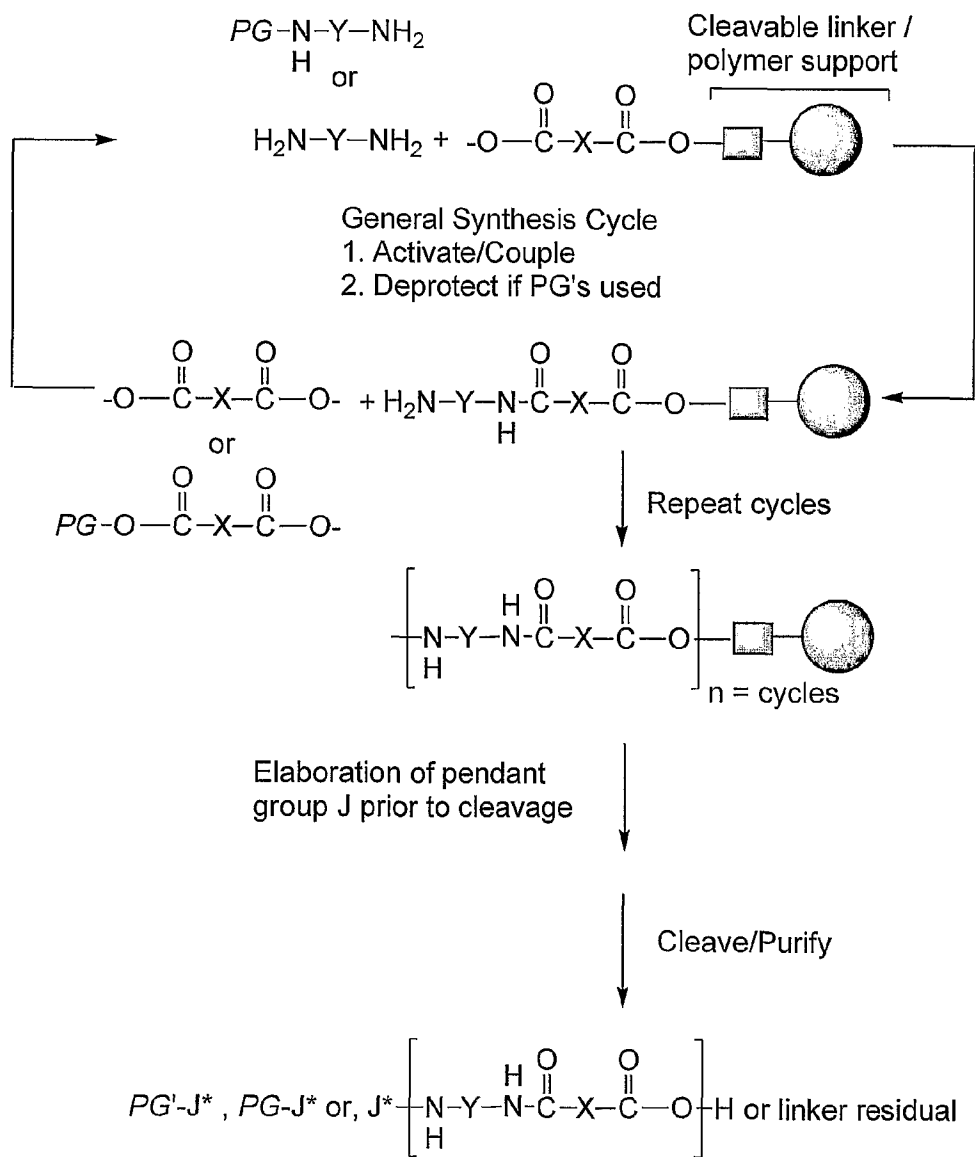 PG-N-Y-NH2
H
or
Cleavable linker /
polymer support
O O
H2N-Y-NH2 + -O-C-X-C-O
General Synthesis Cycle
1. Activate/Couple
2. Deprotect if PG's used
O O O O
-O-C-X-C-O- + H2N-Y-N-C-X-C-O
H
or
O O
PG-O-C-X-C-O-
Repeat cycles
H O O
N-Y-N-C-X-C-O
H
n = cycles
Elaboration of pendant
group J prior to cleavage
Cleave/Purify
H O O
PG'-J* , PG-J* or, J*-N-Y-N-C-X-C-O-H or linker residual
H